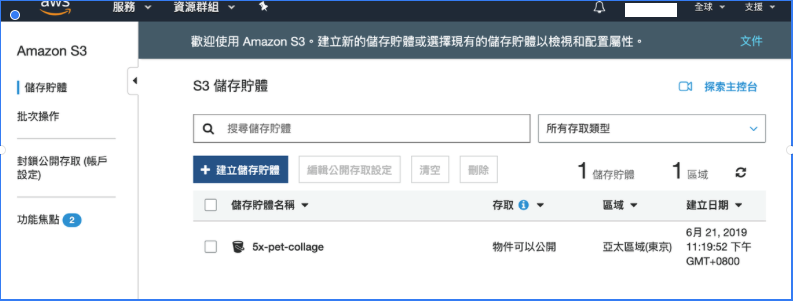 aws
服務
資源群組
全球
支援
歡迎使用 Amazon S3。建立新的儲存貯體或選擇現有的儲存貯體以檢視和配置屬性。
文件
Amazon S3
儲存貯體
批次操作
封鎖公開存取 (帳戶
設定)
功能焦點 2
S3 儲存貯體
探索主控台
搜尋儲存貯體
所有存取類型
+ 建立儲存貯體
編輯公開存取設定
清空
刪除
1 儲存貯體
1 區域
儲存貯體名稱
存取
區域
建立日期
5x-pet-collage
物件可以公開
亞太區域(東京)
6月 21, 2019
11:19:52 下午
GMT+0800